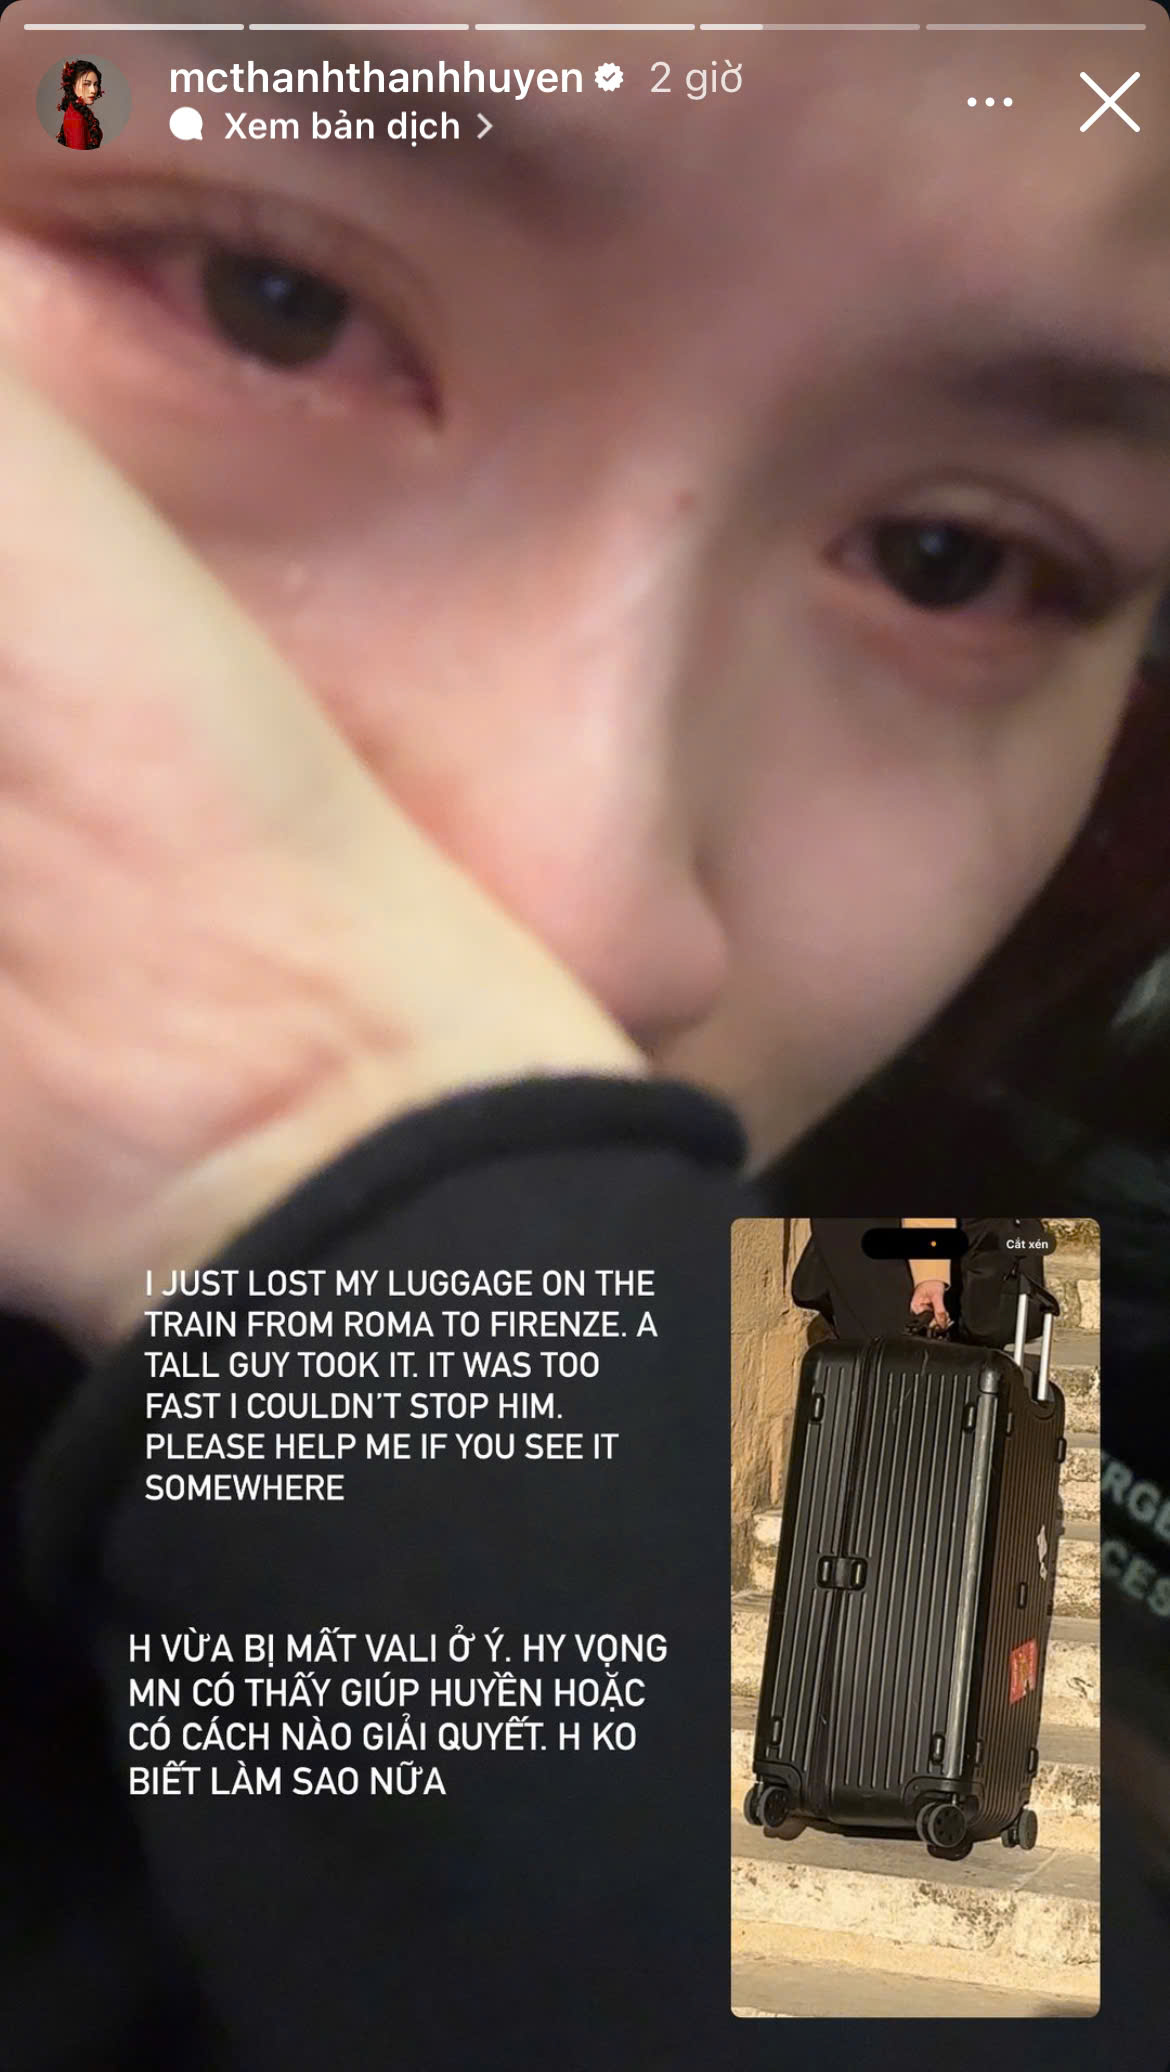 mcthanhthanhhuyen 2 giờ
Xem bản dịch
I JUST LOST MY LUGGAGE ON THE
TRAIN FROM ROMA TO FIRENZE. A
TALL GUY TOOK IT. IT WAS TOO
FAST I COULDN'T STOP HIM.
PLEASE HELP ME IF YOU SEE IT
SOMEWHERE
Cắt xén
H VỪA BỊ MẤT VALI Ở Ý. HY VỌNG
MN CÓ THẤY GIÚP HUYỀN HOẶC
CÓ CÁCH NÀO GIẢI QUYẾT. H KO
BIẾT LÀM SAO NỮA